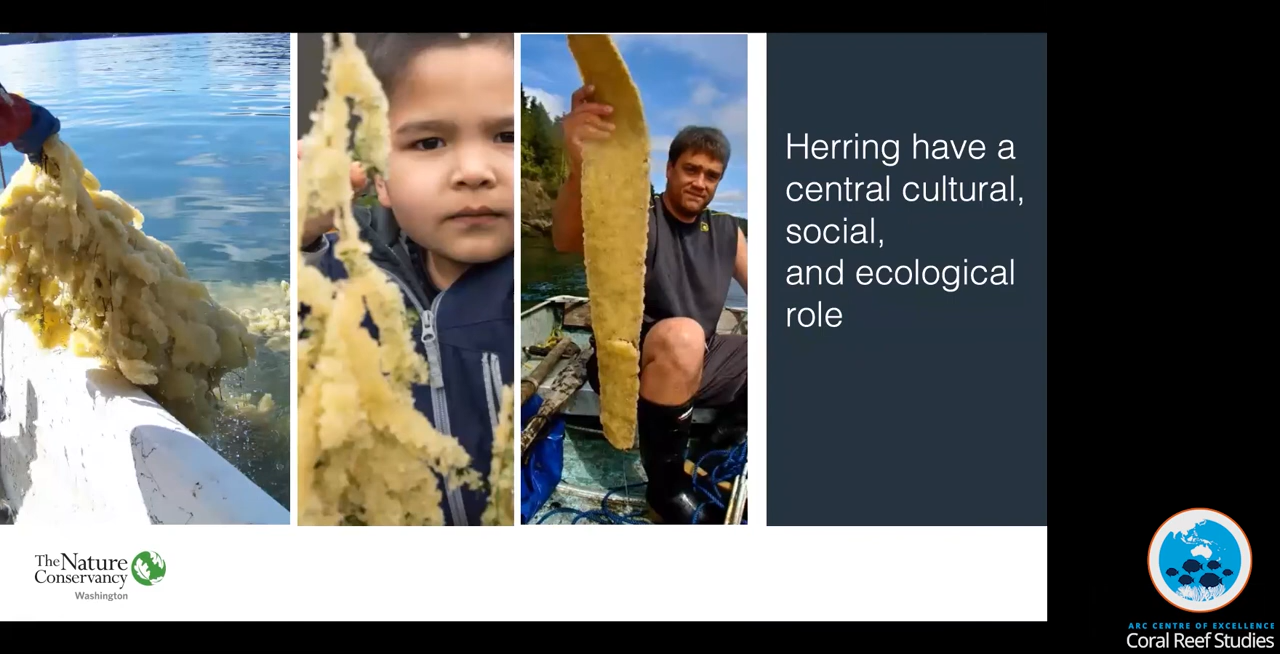 Herring have a
central cultural,
social,
and ecological
role
The Nature
Conservancy
Washington
ARC CENTRE OF EXCELLENCE
Coral Reef Studies